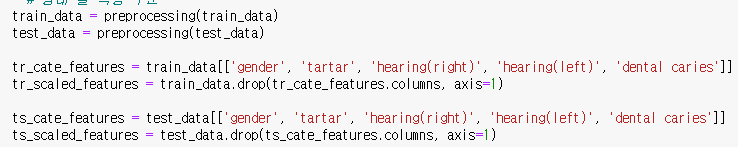 train_data = preprocessing(train_data)
test_data = preprocessing(test_data)
tr_cate_features = train_data[['gender', 'tartar', 'hearing(right)', 'hearing(left)', 'dental caries']]
tr_scaled_features = train_data.drop(tr_cate_features.columns, axis=1)
ts_cate_features = test_data[['gender', 'tartar', 'hearing(right)', 'hearing(left)', 'dental caries']]
ts_scaled_features = test_data.drop(ts_cate_features.columns, axis=1)